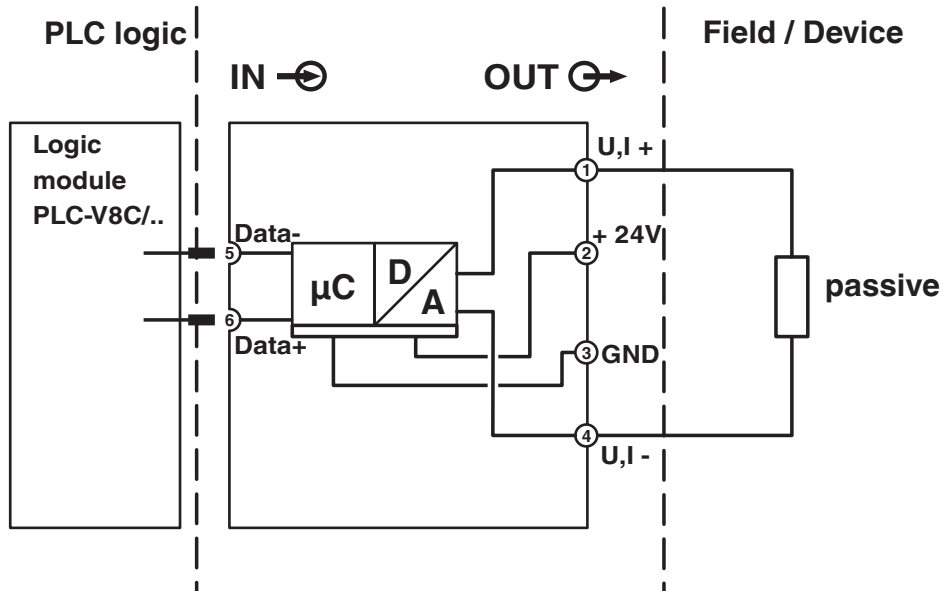 PLC logic
Field / Device
IN
OUT
Logic
module
PLC-V8C/..
U,I +
1
Data-
5
+ 24V
2
µC
D
A
passive
6
Data+
3
GND
4
U,I -